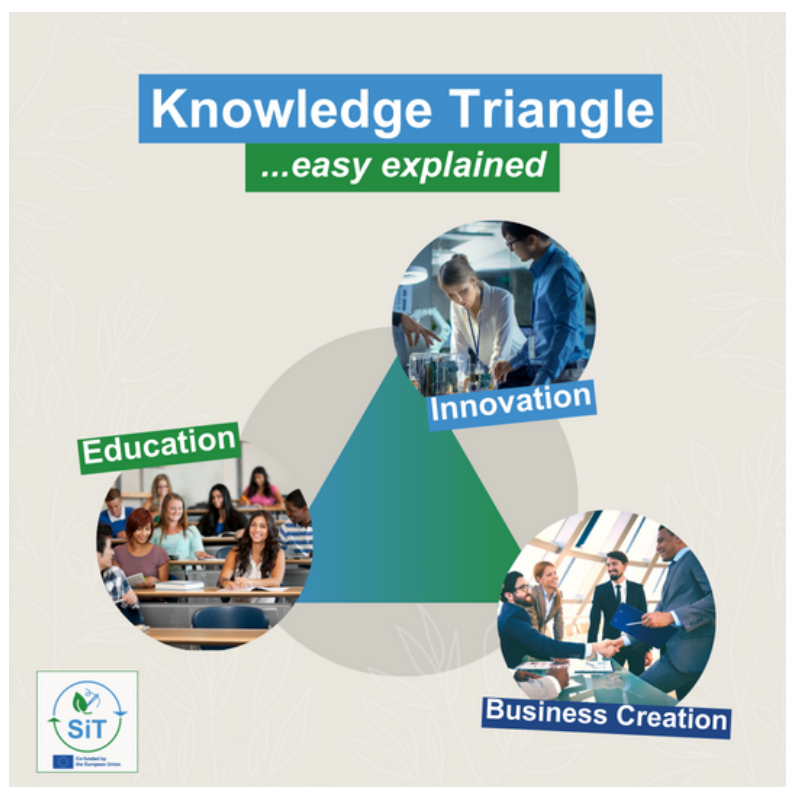 Knowledge Triangle
...easy explained
Innovation
Education
Business Creation
SiT
Co-funded by
the European Union